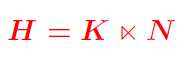 H = K ⋉ N